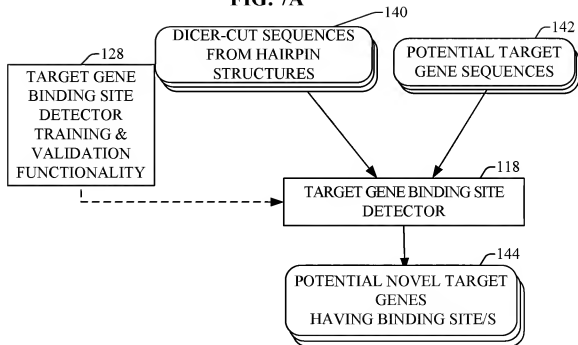 FIG. 7A
140
DICER-CUT SEQUENCES
FROM HAIRPIN
STRUCTURES
142
POTENTIAL TARGET
GENE SEQUENCES
128
TARGET GENE
BINDING SITE
DETECTOR
TRAINING &
VALIDATION
FUNCTIONALITY
118
TARGET GENE BINDING SITE
DETECTOR
144
POTENTIAL NOVEL TARGET
GENES
HAVING BINDING SITE/S